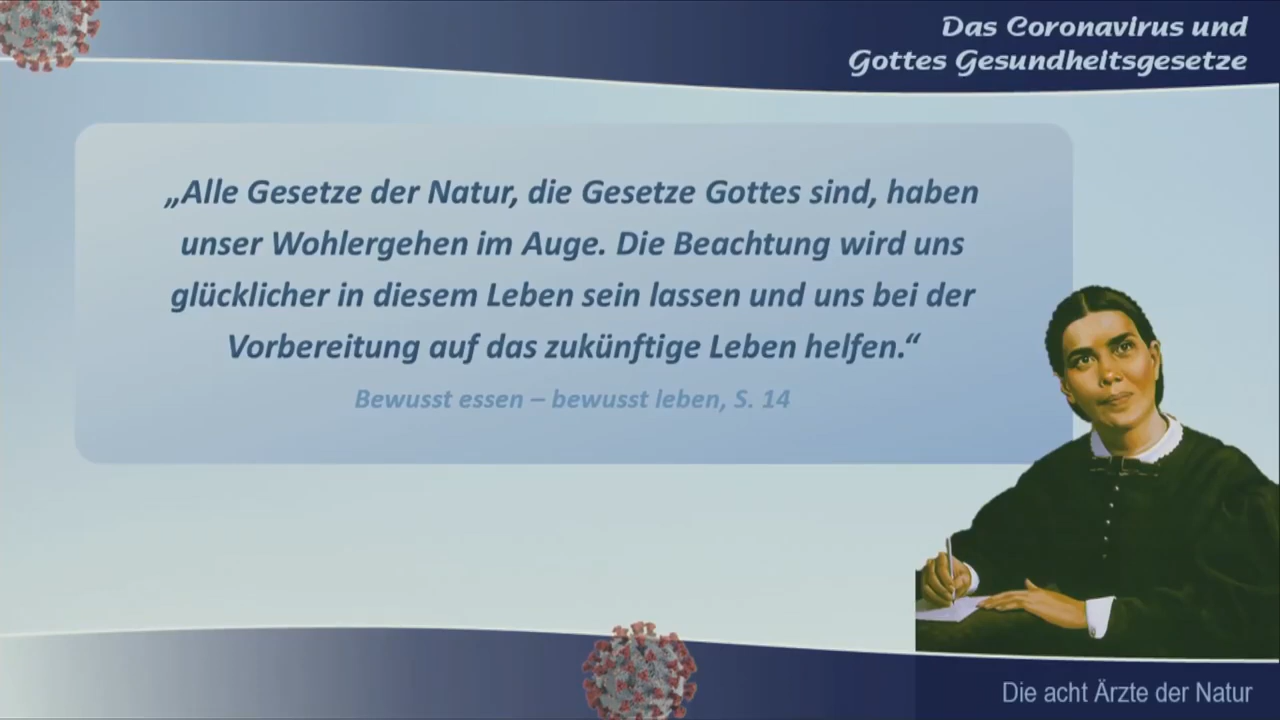 Das Coronavirus und
Gottes Gesundheitsgesetze
„Alle Gesetze der Natur, die Gesetze Gottes sind, haben
unser Wohlergehen im Auge. Die Beachtung wird uns
glücklicher in diesem Leben sein lassen und uns bei der
Vorbereitung auf das zukünftige Leben helfen.“
Bewusst essen – bewusst leben, S. 14
Die acht Ärzte der Natur